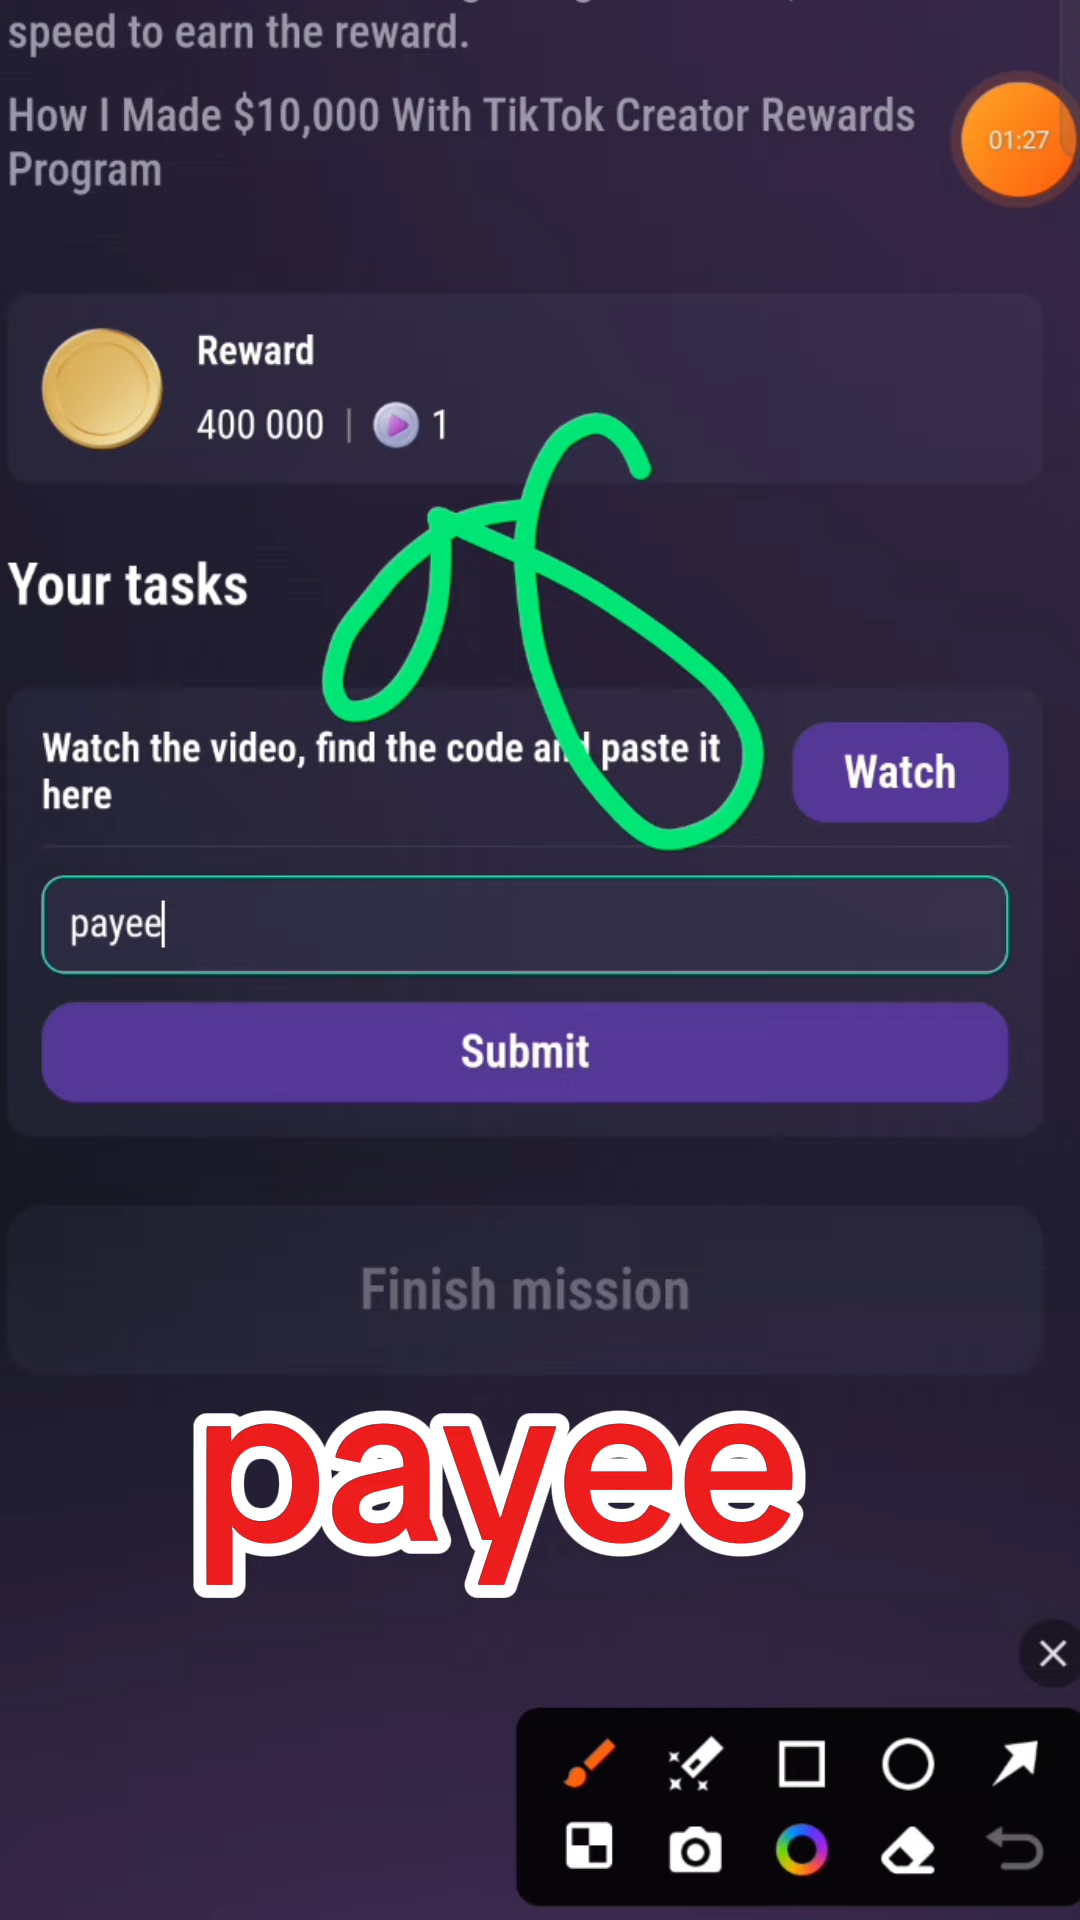 speed to earn the reward.
How I Made $10,000 With TikTok Creator Rewards
Program
01:27
Reward
400 000 | 1
Your tasks
Watch the video, find the code and paste it
here
Watch
payee
Submit
Finish mission
payee